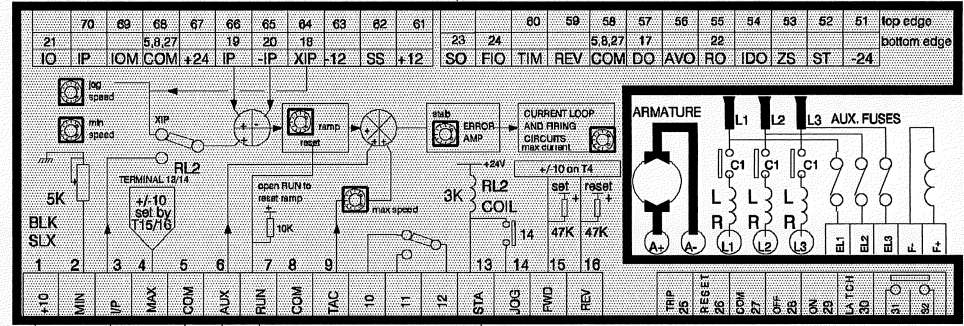 70 69 68 67 66 65 64 63 62 61 60 59 58 57 56 55 54 53 52 51 top edge
21 5,8,27 19 20 18 23 24 5,8,27 17 22 bottom edge
IO IP IOM COM +24 IP -IP XIP -12 SS +12 SO FIO TIM REV COM DO AVO RO IDO ZS ST -24
jog
speed
min
speed
XIP
+ -
ramp
reset
+ +
-
stab
ERROR
AMP
CURRENT LOOP
AND FIRING
CIRCUITS
max current
ARMATURE
L1 L2 L3 AUX. FUSES
C1 C1 C1
RL2
TERMINAL 12/14
+/-10
set by
T15/16
5K
BLK
SLX
open RUN to
reset ramp
10K
max speed
+24V
3K
RL2
COIL
14
+/-10 on T4
set reset
47K 47K
L L L
R R R
A+ A- L1 L2 L3 EL1 EL2 EL3 F- F+
1 2 3 4 5 6 7 8 9 13 14 15 16
+10 MIN I/P MAX COM AUX RUN COM TAC 10 11 12 STA JOG FWD REV
TRIP RESET COM OFF ON LATCH
25 26 27 28 29 30 S1 S2